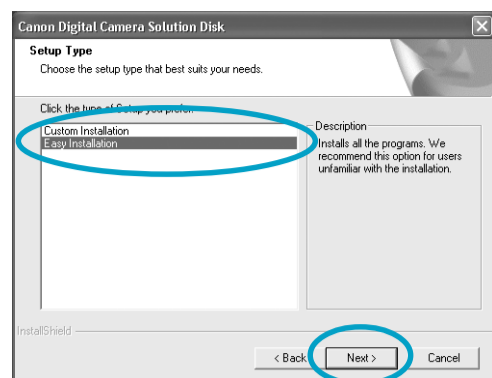 Canon Digital Camera Solution Disk
Setup Type
Choose the setup type that best suits your needs.
Click the type of Setup you prefer.
Custom Installation
Easy Installation
Description
Installs all the programs. We
recommend this option for users
unfamiliar with the installation.
InstallShield
< Back
Next >
Cancel